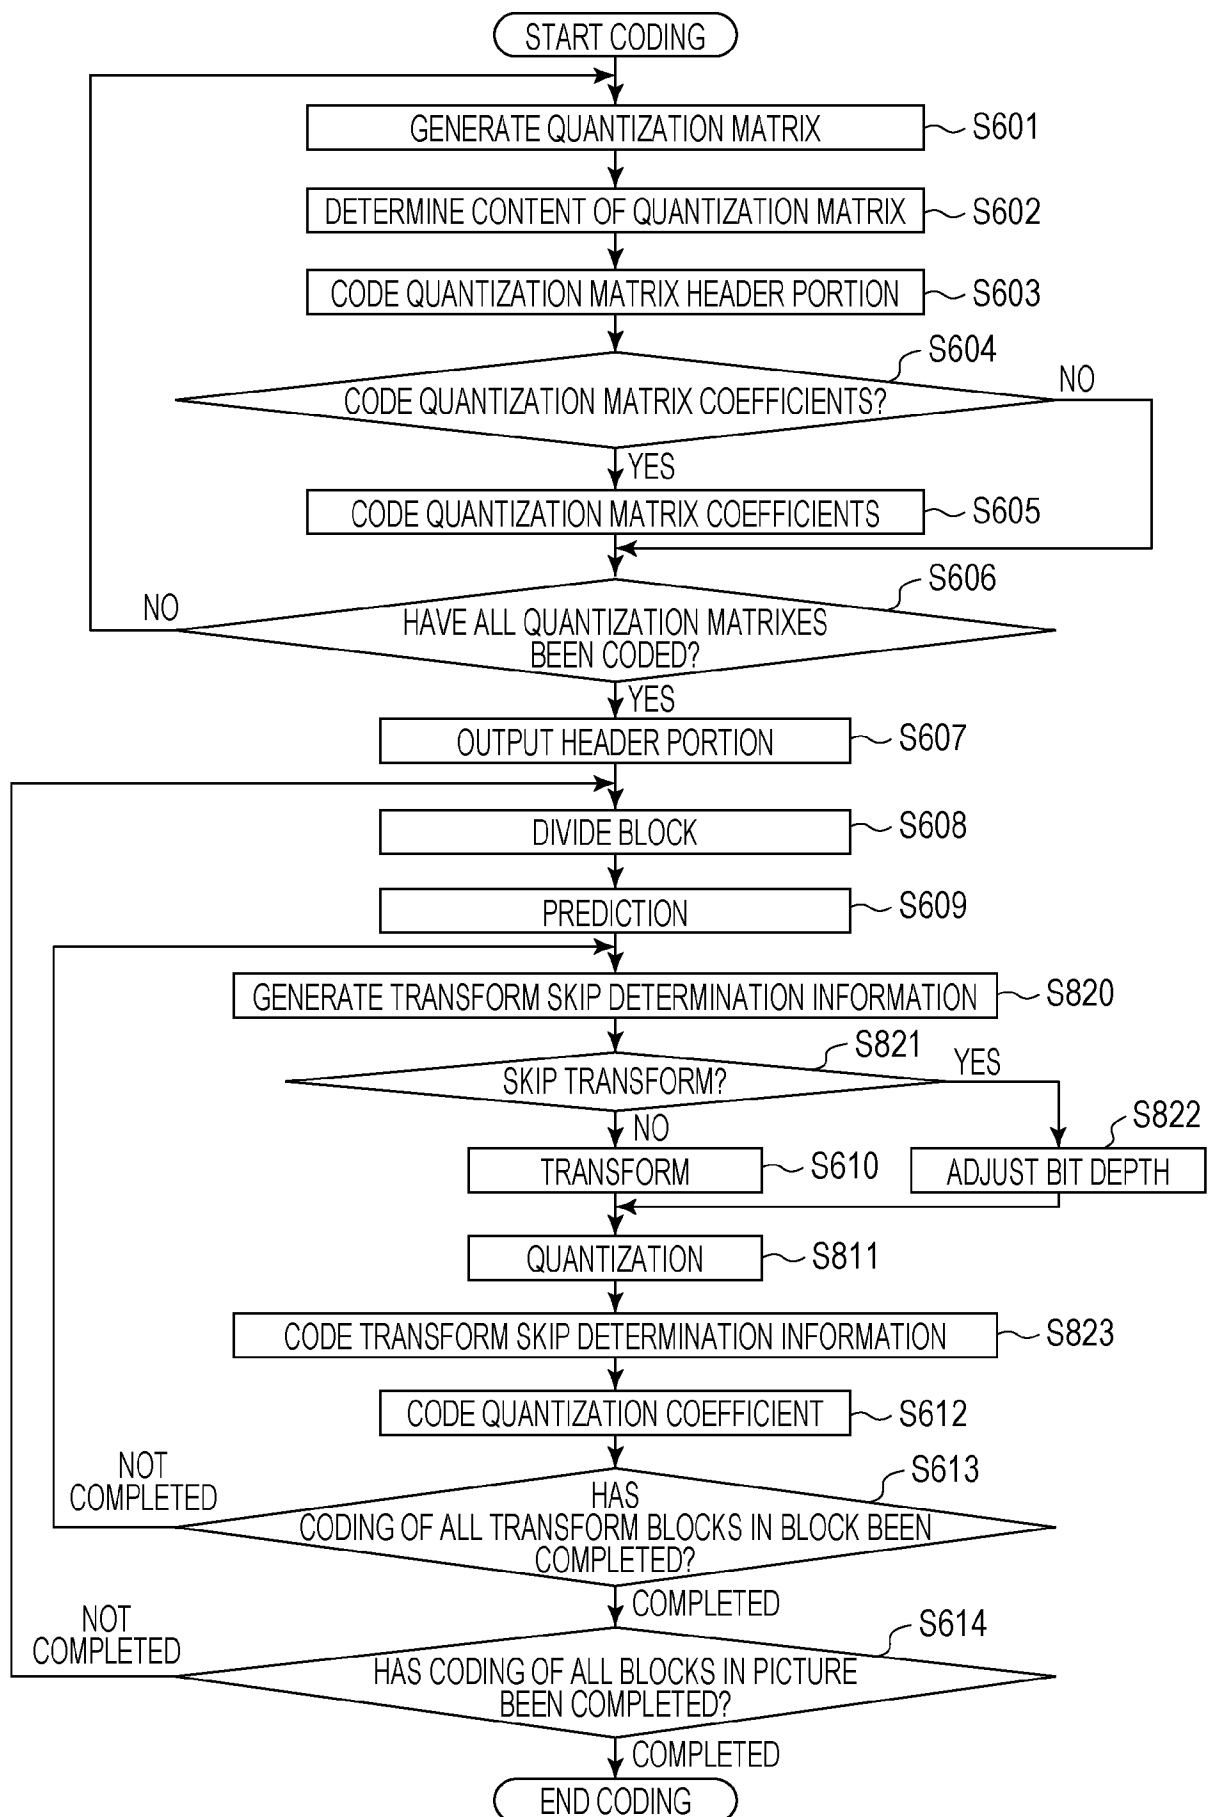 START CODING
GENERATE QUANTIZATION MATRIX
S601
DETERMINE CONTENT OF QUANTIZATION MATRIX
S602
CODE QUANTIZATION MATRIX HEADER PORTION
S603
S604
CODE QUANTIZATION MATRIX COEFFICIENTS?
NO
YES
CODE QUANTIZATION MATRIX COEFFICIENTS
S605
S606
NO
HAVE ALL QUANTIZATION MATRIXES
BEEN CODED?
YES
OUTPUT HEADER PORTION
S607
DIVIDE BLOCK
S608
PREDICTION
S609
GENERATE TRANSFORM SKIP DETERMINATION INFORMATION
S820
S821
SKIP TRANSFORM?
YES
NO
S822
TRANSFORM
S610
ADJUST BIT DEPTH
QUANTIZATION
S811
CODE TRANSFORM SKIP DETERMINATION INFORMATION
S823
CODE QUANTIZATION COEFFICIENT
S612
NOT
COMPLETED
S613
HAS
CODING OF ALL TRANSFORM BLOCKS IN BLOCK BEEN
COMPLETED?
COMPLETED
NOT
COMPLETED
S614
HAS CODING OF ALL BLOCKS IN PICTURE
BEEN COMPLETED?
COMPLETED
END CODING